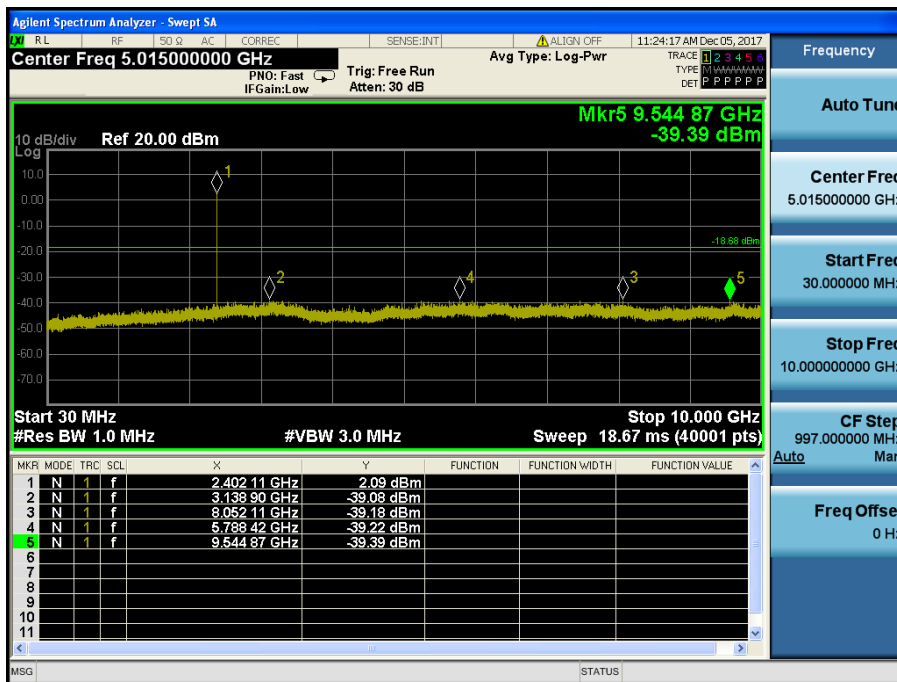 Agilent Spectrum Analyzer - Swept SA
LXI RL RF 50 Ω AC CORREC SENSE:INT ALIGN OFF 11:24:17 AM Dec 05, 2017
Center Freq 5.015000000 GHz
PNO: Fast
IFGain:Low
Trig: Free Run
Atten: 30 dB
Avg Type: Log-Pwr
TRACE 1 2 3 4 5 6
TYPE MWWWWW
DET P P P P P P
Mkr5 9.544 87 GHz
-39.39 dBm
10 dB/div Ref 20.00 dBm
Log
10.0
0.00
-10.0
-20.0
-30.0
-40.0
-50.0
-60.0
-70.0
1
-18.68 dBm
2
4
3
5
Start 30 MHz Stop 10.000 GHz
#Res BW 1.0 MHz #VBW 3.0 MHz Sweep 18.67 ms (40001 pts)
MKR MODE TRC SCL X Y FUNCTION FUNCTION WIDTH FUNCTION VALUE
1 N 1 f 2.402 11 GHz 2.09 dBm
2 N 1 f 3.138 90 GHz -39.08 dBm
3 N 1 f 8.052 11 GHz -39.18 dBm
4 N 1 f 5.788 42 GHz -39.22 dBm
5 N 1 f 9.544 87 GHz -39.39 dBm
6
7
8
9
10
11
MSG STATUS
Frequency
Auto Tune
Center Freq
5.015000000 GHz
Start Freq
30.000000 MHz
Stop Freq
10.000000000 GHz
CF Step
997.000000 MHz
Auto Man
Freq Offset
0 Hz